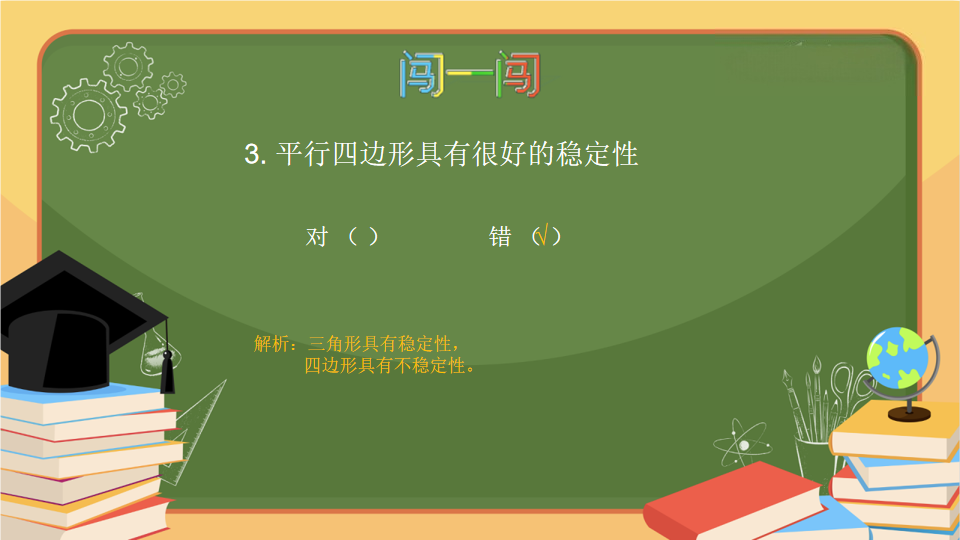 闯一闯
3. 平行四边形具有很好的稳定性
对 （ ） 错 （√）
解析：三角形具有稳定性，
四边形具有不稳定性。